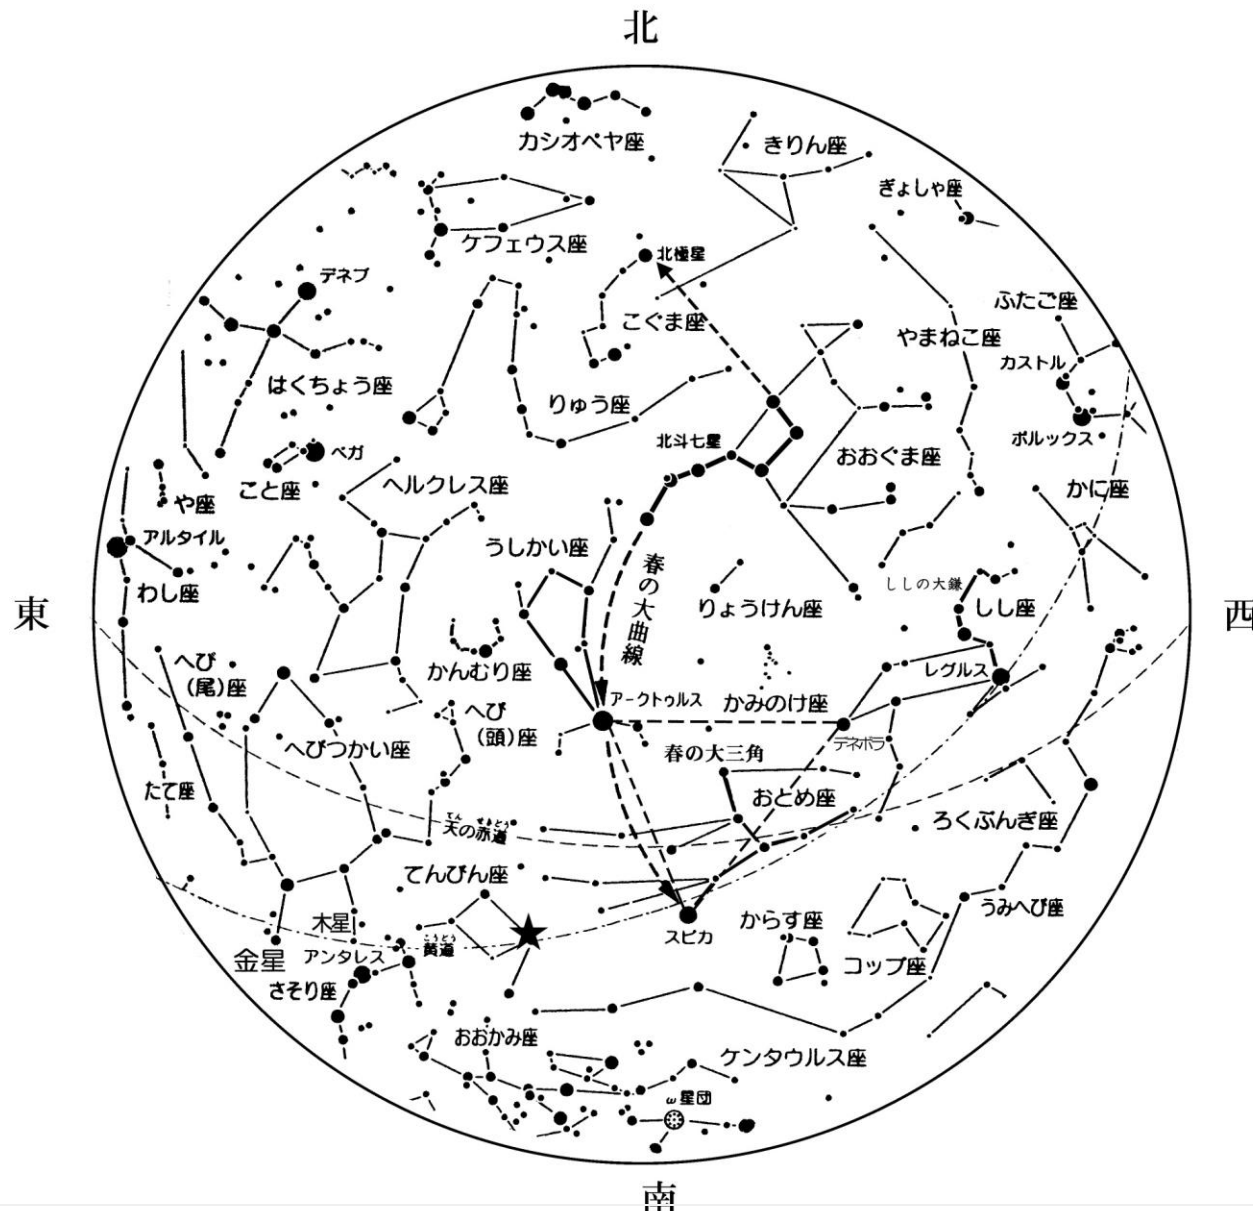 北
カシオペヤ座
きりん座
ぎょしゃ座
ケフェウス座
北極星
デネブ
ふたご座
こぐま座
やまねこ座
カストル
はくちょう座
りゅう座
ポルックス
北斗七星
ベガ
おおぐま座
こと座
ヘルクレス座
かに座
や座
アルタイル
うしかい座
春の大曲線
ししの大鎌
わし座
りょうけん座
しし座
東
西
へび
(尾)座
かんむり座
レグルス
アークトゥルス
かみのけ座
へび
(頭)座
へびつかい座
デネボラ
春の大三角
たて座
おとめ座
ろくぶんぎ座
てん せきどう
天の赤道
てんびん座
うみへび座
木星
からす座
スピカ
こうどう
黄道
金星
アンタレス
コップ座
さそり座
おおかみ座
ケンタウルス座
ω星団
南